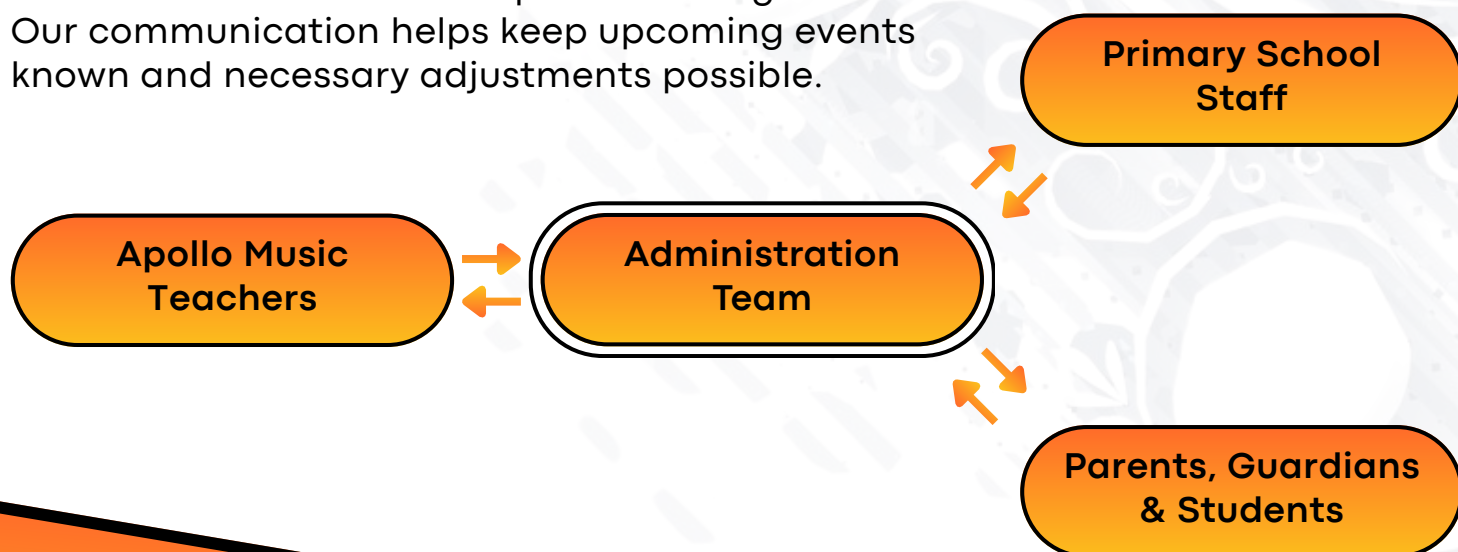 Our communication helps keep upcoming events
known and necessary adjustments possible.
Primary School
Staff
Apollo Music
Teachers
Administration
Team
Parents, Guardians
& Students